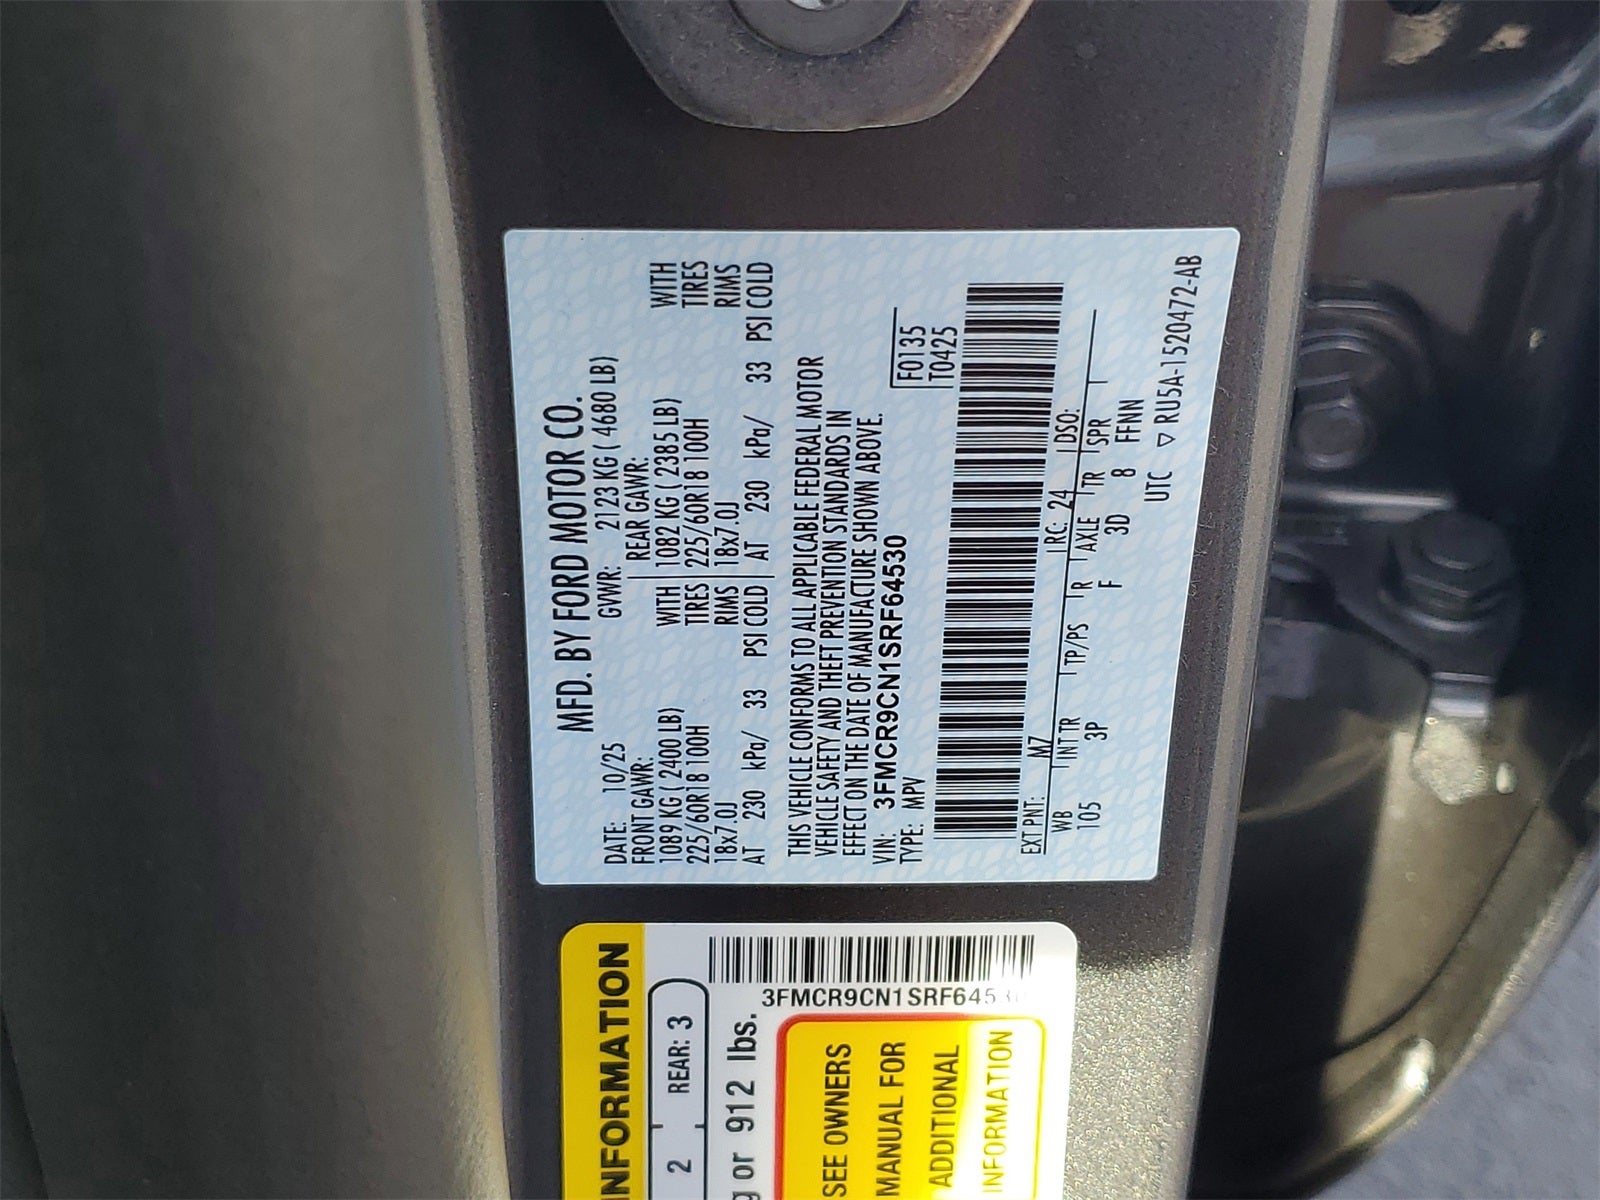 MFD. BY FORD MOTOR CO.
DATE: 10/25 GVWR: 2123 KG ( 4680 LB)
FRONT GAWR: REAR GAWR:
1089 KG ( 2400 LB) WITH 1082 KG ( 2385 LB) WITH
225/60R18 100H TIRES 225/60R18 100H TIRES
18x7.0J RIMS 18x7.0J RIMS
AT 230 kPa/ 33 PSI COLD AT 230 kPa/ 33 PSI COLD
THIS VEHICLE CONFORMS TO ALL APPLICABLE FEDERAL MOTOR
VEHICLE SAFETY AND THEFT PREVENTION STANDARDS IN
EFFECT ON THE DATE OF MANUFACTURE SHOWN ABOVE.
VIN: 3FMCR9CN1SRF64530 F0135
TYPE: MPV T0425
EXT PNT: M7 RC: 24 DSO:
WB INT TR TP/PS R AXLE TR SPR
105 3P F 3D 8 FFNN
UTC ▽ RU5A-1520472-AB
INFORMATION
2 REAR: 3
or 912 lbs.
3FMCR9CN1SRF64530
SEE OWNERS
MANUAL FOR
ADDITIONAL
INFORMATION